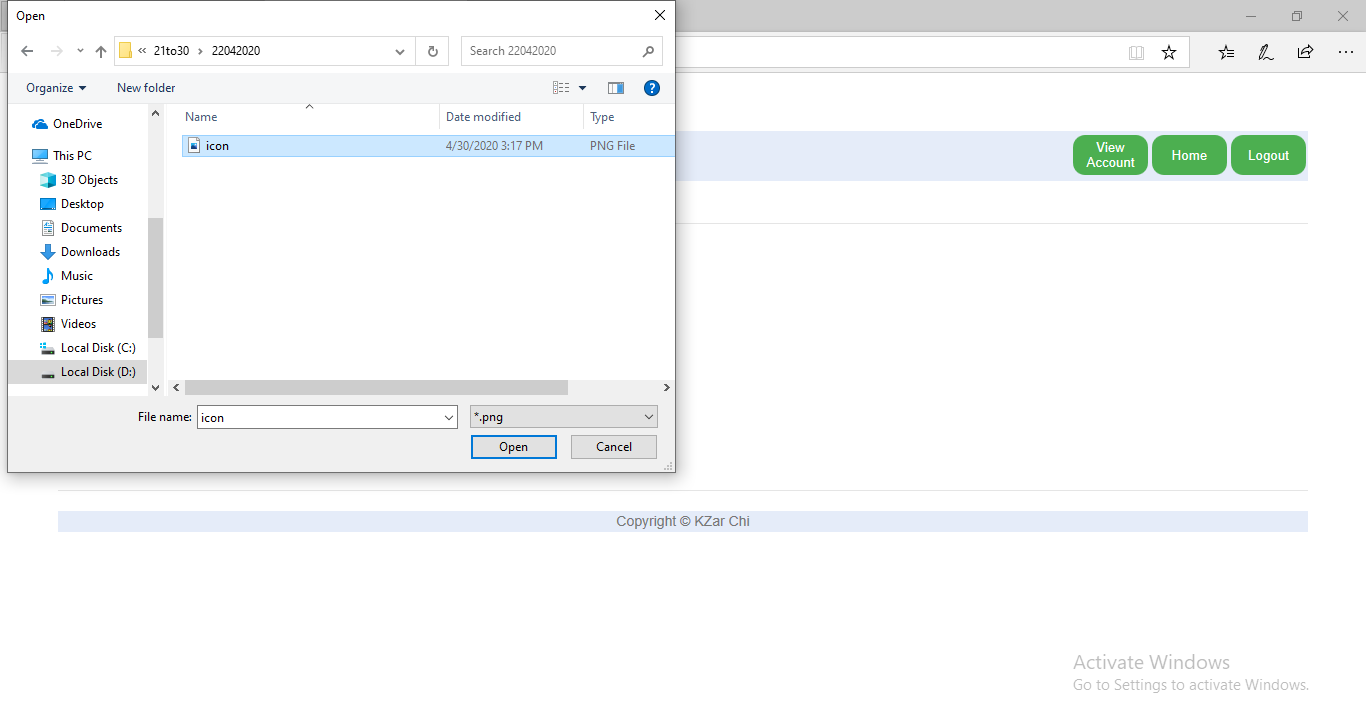 Open
« 21to30 › 22042020
Search 22042020
Organize
New folder
Name
Date modified
Type
OneDrive
This PC
3D Objects
Desktop
Documents
Downloads
Music
Pictures
Videos
Local Disk (C:)
Local Disk (D:)
icon
4/30/2020 3:17 PM
PNG File
File name:
icon
*.png
Open
Cancel
View
Account
Home
Logout
Copyright © KZar Chi
Activate Windows
Go to Settings to activate Windows.